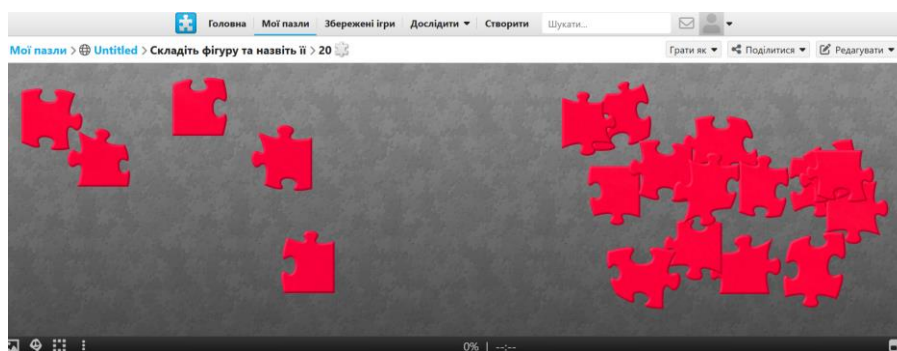 Головна Мої пазли Збережені ігри Дослідити Створити Шукати...
Мої пазли > Untitled > Складіть фігуру та назвіть її > 20 Грати як Поділитися Редагувати
0% | --:--